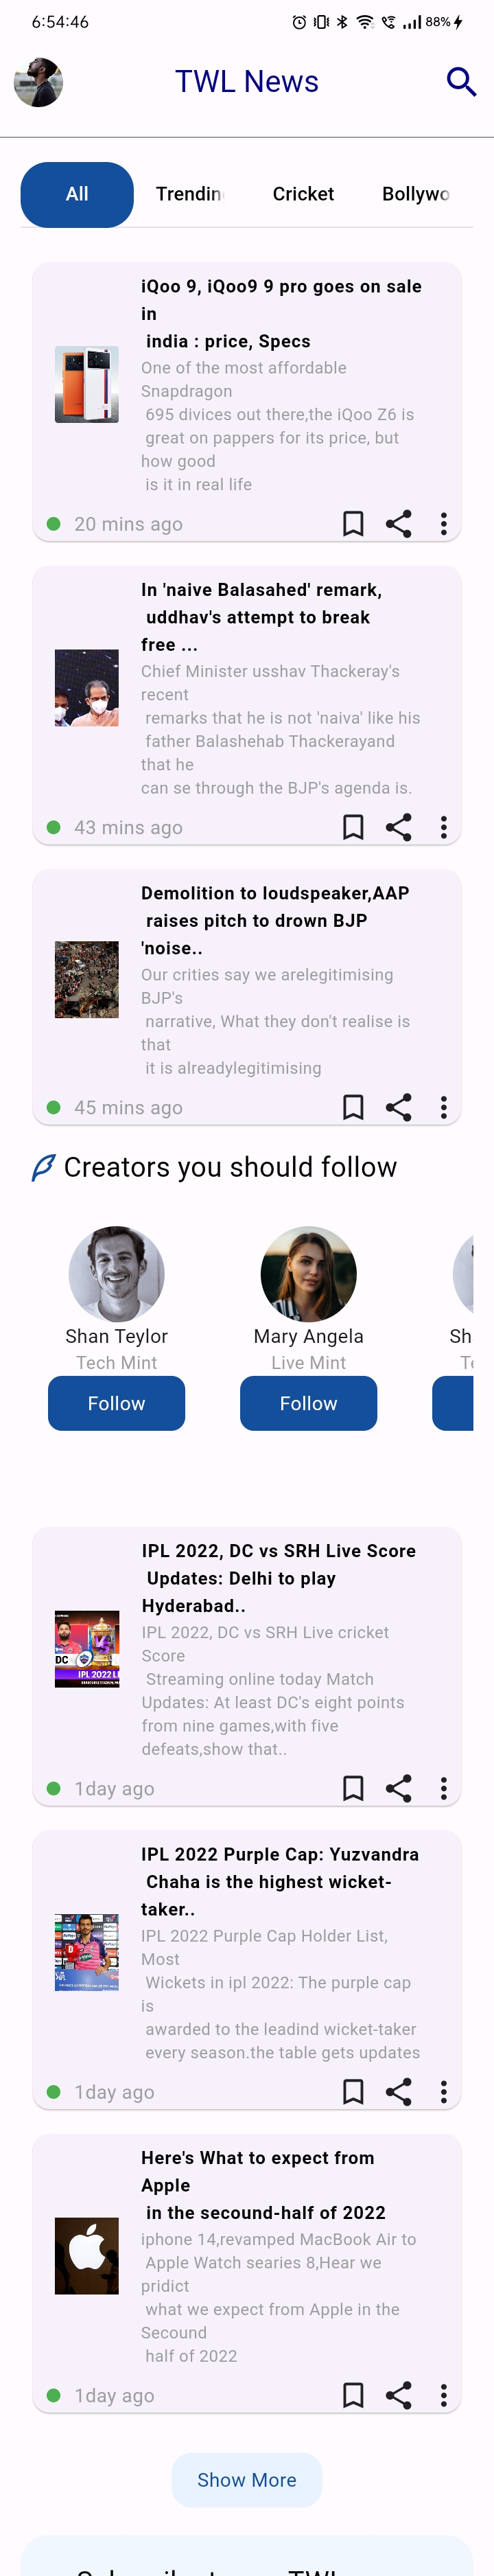 6:54:46
88%
TWL News
All Trendin Cricket Bollywo
iQoo 9, iQoo9 9 pro goes on sale
in
india : price, Specs
One of the most affordable
Snapdragon
695 divices out there,the iQoo Z6 is
great on pappers for its price, but
how good
is it in real life
20 mins ago
In 'naive Balasahed' remark,
uddhav's attempt to break
free ...
Chief Minister usshav Thackeray's
recent
remarks that he is not 'naiva' like his
father Balashehab Thackerayand
that he
can se through the BJP's agenda is.
43 mins ago
Demolition to loudspeaker,AAP
raises pitch to drown BJP
'noise..
Our crities say we arelegitimising
BJP's
narrative, What they don't realise is
that
it is alreadylegitimising
45 mins ago
Creators you should follow
Shan Teylor Mary Angela Sh
Tech Mint Live Mint Te
Follow Follow
IPL 2022, DC vs SRH Live Score
Updates: Delhi to play
Hyderabad..
IPL 2022, DC vs SRH Live cricket
Score
Streaming online today Match
Updates: At least DC's eight points
from nine games,with five
defeats,show that..
DC
IPL 2022 LI
1day ago
IPL 2022 Purple Cap: Yuzvandra
Chaha is the highest wicket-
taker..
IPL 2022 Purple Cap Holder List,
Most
Wickets in ipl 2022: The purple cap
is
awarded to the leadind wicket-taker
every season.the table gets updates
1day ago
Here's What to expect from
Apple
in the secound-half of 2022
iphone 14,revamped MacBook Air to
Apple Watch searies 8,Hear we
pridict
what we expect from Apple in the
Secound
half of 2022
1day ago
Show More